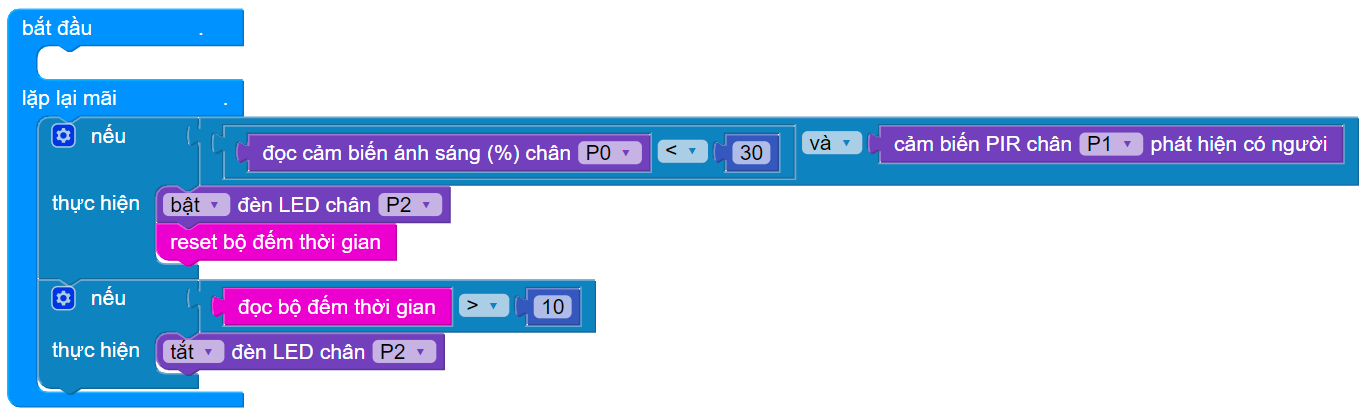 bắt đầu .
lặp lại mãi .
nếu đọc cảm biến ánh sáng (%) chân P0 < 30 và cảm biến PIR chân P1 phát hiện có người
thực hiện bật đèn LED chân P2
reset bộ đếm thời gian
nếu đọc bộ đếm thời gian > 10
thực hiện tắt đèn LED chân P2